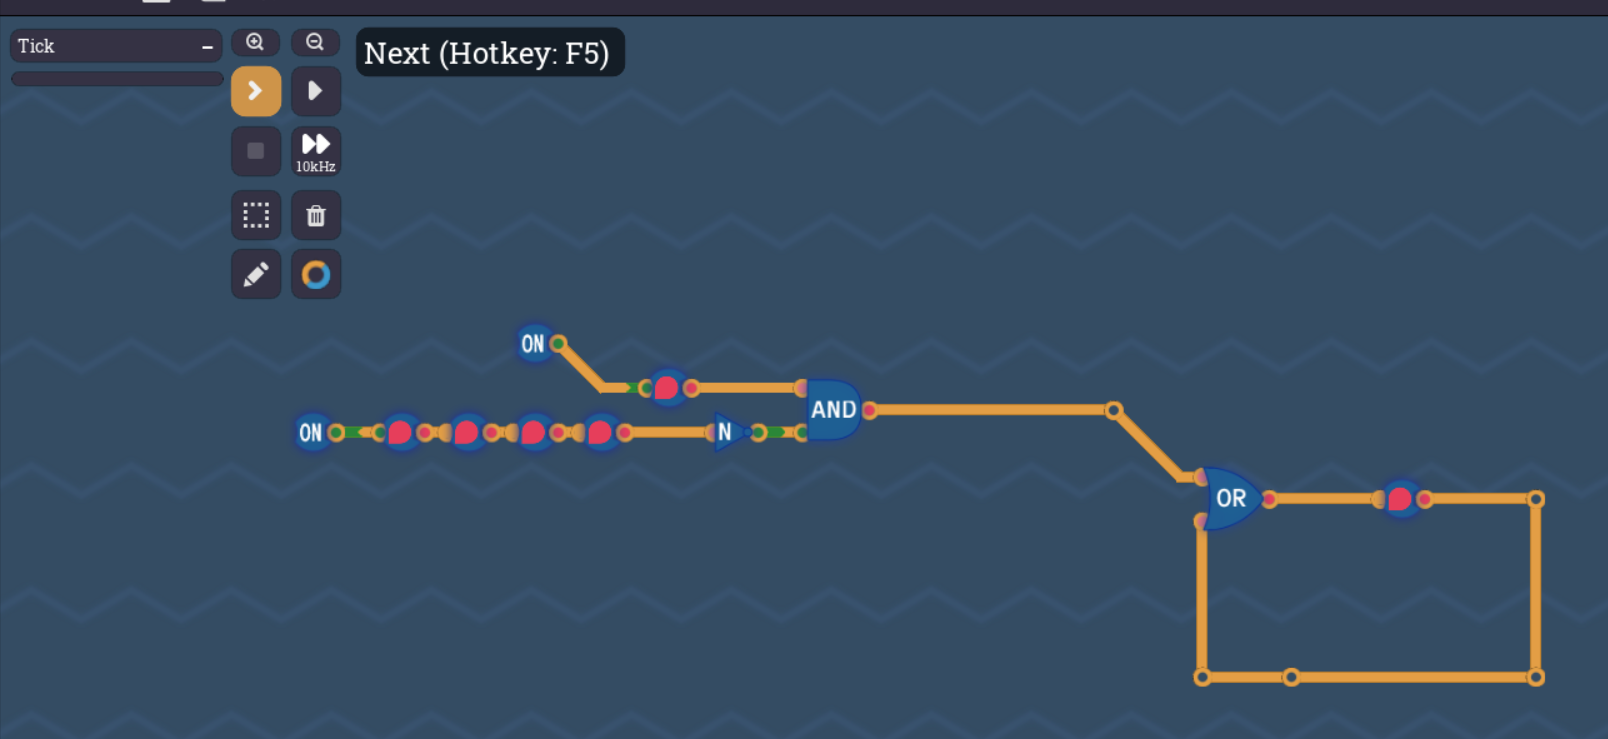 Tick
Next (Hotkey: F5)
10kHz
ON
AND
ON
N
OR